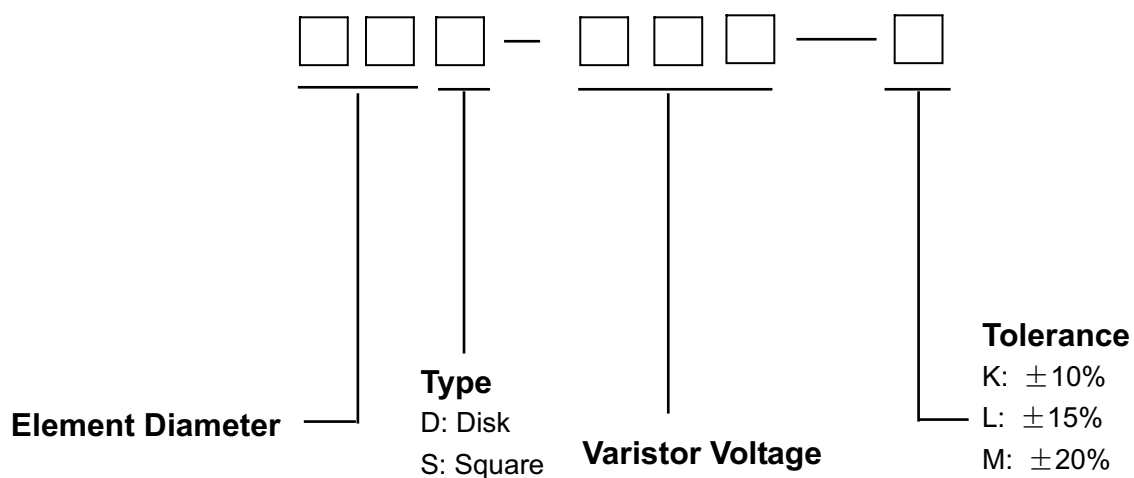 Element Diameter
Type
D: Disk
S: Square
Varistor Voltage
Tolerance
K: ±10%
L: ±15%
M: ±20%